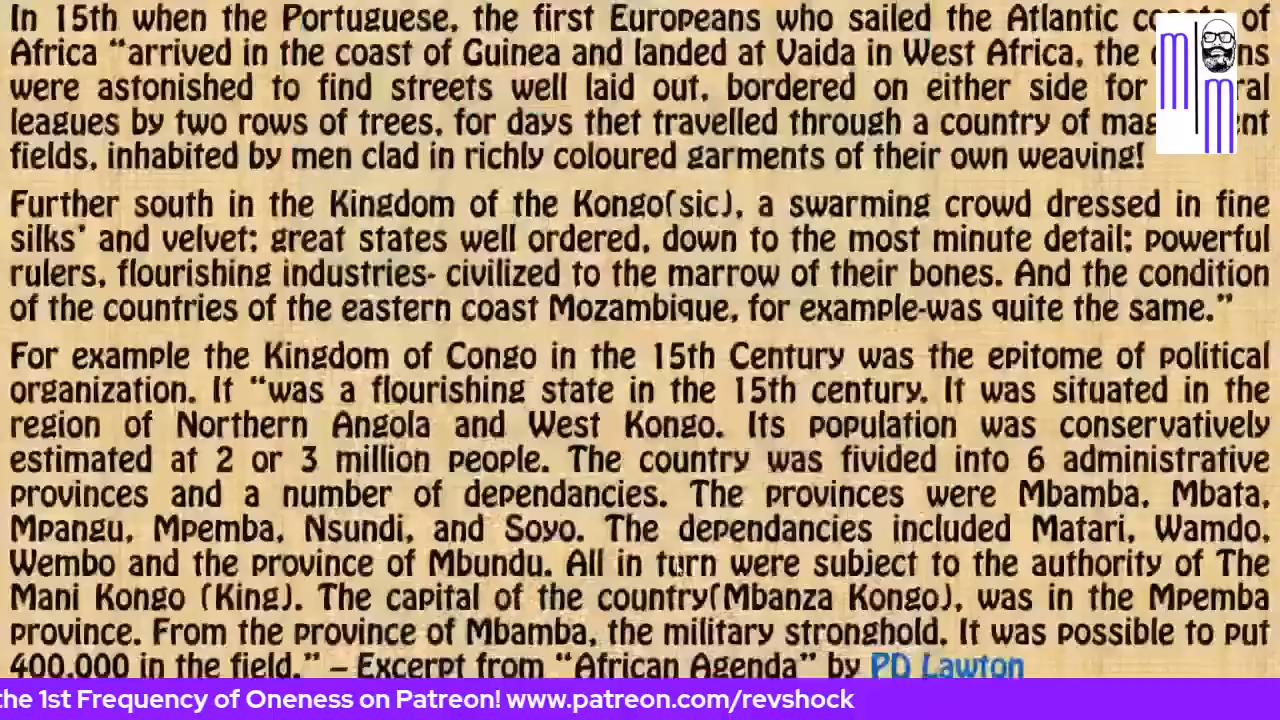 In 15th when the Portuguese, the first Europeans who sailed the Atlantic of
Africa “arrived in the coast of Guinea and landed at Vaida in West Africa, the
were astonished to find streets well laid out, bordered on either side for
leagues by two rows of trees, for days thet travelled through a country of
fields, inhabited by men clad in richly coloured garments of their own weaving!
Further south in the Kingdom of the Kongo(sic), a swarming crowd dressed in fine
silks’ and velvet; great states well ordered, down to the most minute detail; powerful
rulers, flourishing industries- civilized to the marrow of their bones. And the condition
of the countries of the eastern coast Mozambique, for example-was quite the same.”
For example the Kingdom of Congo in the 15th Century was the epitome of political
organization. It “was a flourishing state in the 15th century. It was situated in the
region of Northern Angola and West Kongo. Its population was conservatively
estimated at 2 or 3 million people. The country was fivided into 6 administrative
provinces and a number of dependancies. The provinces were Mbamba, Mbata,
Mpangu, Mpemba, Nsundi, and Soyo. The dependancies included Matari, Wamdo,
Wembo and the province of Mbundu. All in turn were subject to the authority of The
Mani Kongo (King). The capital of the country(Mbanza Kongo), was in the Mpemba
province. From the province of Mbamba, the military stronghold. It was possible to put
400,000 in the field.” – Excerpt from “African Agenda” by PD Lawton
the 1st Frequency of Oneness on Patreon! www.patreon.com/revshock